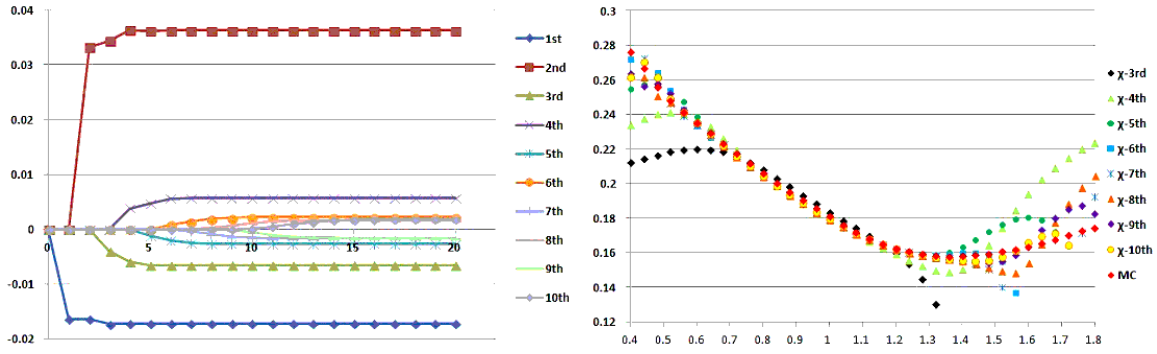 0.04
0.03
0.02
0.01
0
-0.01
-0.02
0
5
10
15
20
1st
2nd
3rd
4th
5th
6th
7th
8th
9th
10th
0.3
0.28
0.26
0.24
0.22
0.2
0.18
0.16
0.14
0.12
0.4 0.5 0.6 0.7 0.8 0.9 1 1.1 1.2 1.3 1.4 1.5 1.6 1.7 1.8
χ-3rd
χ-4th
χ-5th
χ-6th
χ-7th
χ-8th
χ-9th
χ-10th
MC